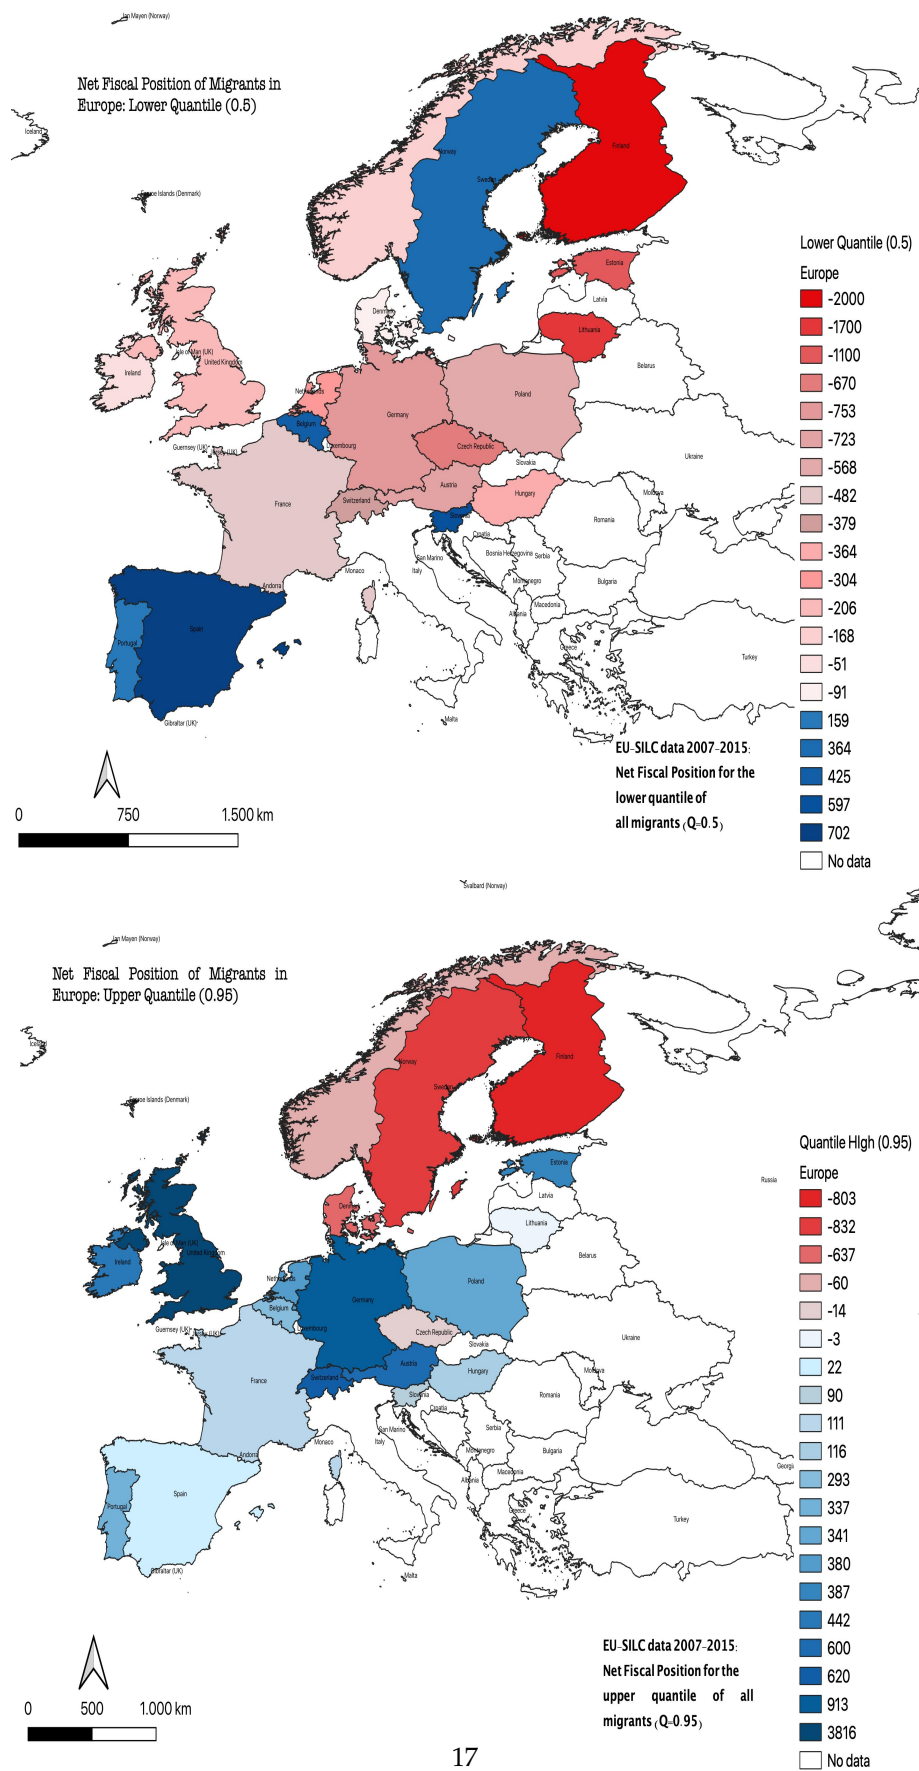 Jan Mayen (Norway)
Net Fiscal Position of Migrants in
Europe: Lower Quantile (0.5)
Iceland
Norway
Finland
Sweden
Faroe Islands (Denmark)
Lower Quantile (0.5)
Europe
-2000
-1700
-1100
-670
-753
-723
-568
-482
-379
-364
-304
-206
-168
-51
-91
159
364
425
597
702
No data
Estonia
Latvia
Denmark
Lithuania
Isle of Man (UK)
United Kingdom
Ireland
Belarus
Netherlands
Poland
Germany
Belgium
Guernsey (UK)
Jersey (UK)
Luxembourg
Czech Republic
Ukraine
Slovakia
Austria
Hungary
Moldova
Switzerland
France
Slovenia
Romania
Croatia
Bosnia Herzegovina
Serbia
San Marino
Monaco
Italy
Andorra
Montenegro
Bulgaria
Macedonia
Albania
Spain
Portugal
Greece
Turkey
Gibraltar (UK)
Malta
EU-SILC data 2007-2015:
Net Fiscal Position for the
lower quantile of
all migrants (Q=0.5)
0 750 1.500 km
Svalbard (Norway)
Jan Mayen (Norway)
Net Fiscal Position of Migrants in
Europe: Upper Quantile (0.95)
Iceland
Norway
Finland
Sweden
Faroe Islands (Denmark)
Quantile HIgh (0.95)
Europe
-803
-832
-637
-60
-14
-3
22
90
111
116
293
337
341
380
387
442
600
620
913
3816
No data
Russia
Estonia
Latvia
Denmark
Lithuania
Isle of Man (UK)
United Kingdom
Ireland
Belarus
Netherlands
Poland
Germany
Belgium
Guernsey (UK)
Jersey (UK)
Luxembourg
Czech Republic
Ukraine
Slovakia
Austria
Hungary
Moldova
Switzerland
France
Slovenia
Romania
Croatia
Serbia
San Marino
Monaco
Italy
Andorra
Montenegro
Bulgaria
Georgi
Macedonia
Albania
Spain
Portugal
Greece
Turkey
Gibraltar (UK)
Malta
EU-SILC data 2007-2015:
Net Fiscal Position for the
upper quantile of all
migrants (Q=0.95)
0 500 1.000 km
17